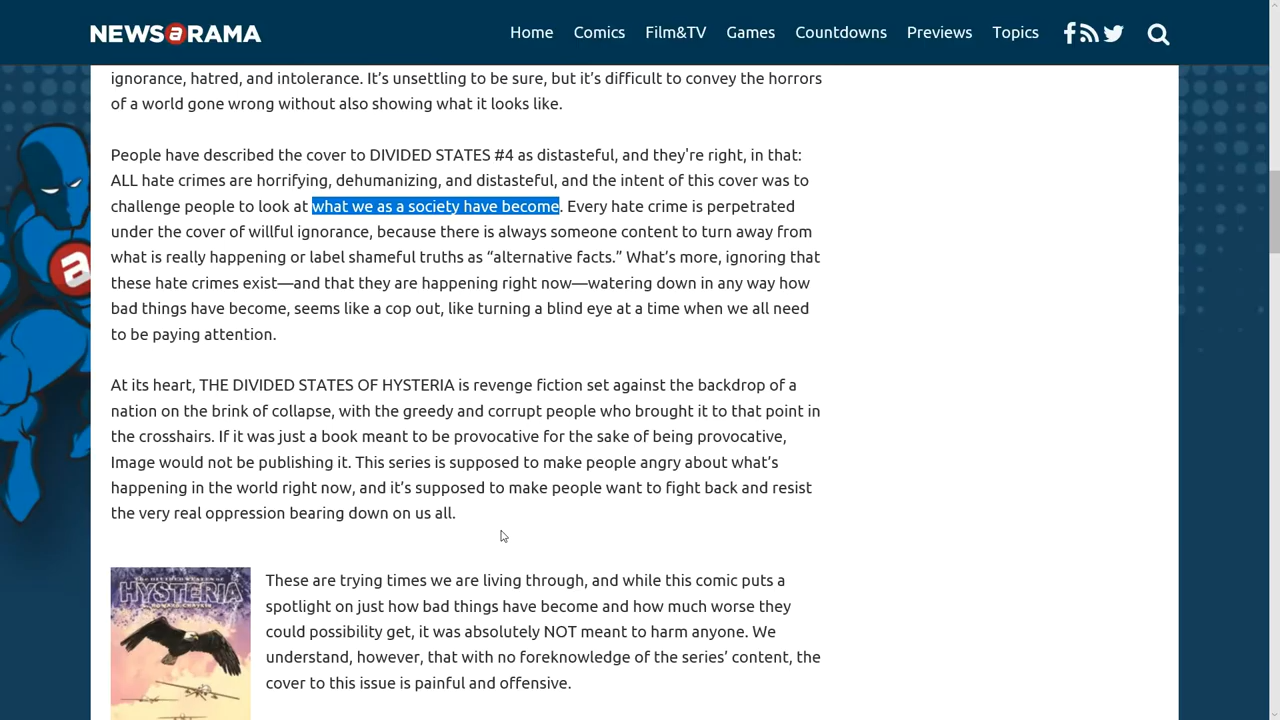 NEWSaRAMA
Home Comics Film&TV Games Countdowns Previews Topics
ignorance, hatred, and intolerance. It’s unsettling to be sure, but it’s difficult to convey the horrors
of a world gone wrong without also showing what it looks like.
People have described the cover to DIVIDED STATES #4 as distasteful, and they're right, in that:
ALL hate crimes are horrifying, dehumanizing, and distasteful, and the intent of this cover was to
challenge people to look at what we as a society have become. Every hate crime is perpetrated
under the cover of willful ignorance, because there is always someone content to turn away from
what is really happening or label shameful truths as “alternative facts.” What’s more, ignoring that
these hate crimes exist—and that they are happening right now—watering down in any way how
bad things have become, seems like a cop out, like turning a blind eye at a time when we all need
to be paying attention.
At its heart, THE DIVIDED STATES OF HYSTERIA is revenge fiction set against the backdrop of a
nation on the brink of collapse, with the greedy and corrupt people who brought it to that point in
the crosshairs. If it was just a book meant to be provocative for the sake of being provocative,
Image would not be publishing it. This series is supposed to make people angry about what’s
happening in the world right now, and it’s supposed to make people want to fight back and resist
the very real oppression bearing down on us all.
THE DIVIDED STATES OF
HYSTERIA
HOWARD CHAYKIN
These are trying times we are living through, and while this comic puts a
spotlight on just how bad things have become and how much worse they
could possibility get, it was absolutely NOT meant to harm anyone. We
understand, however, that with no foreknowledge of the series’ content, the
cover to this issue is painful and offensive.
a